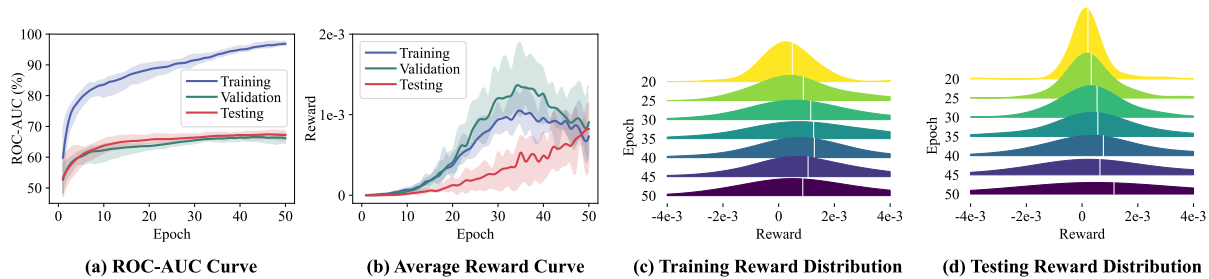 100
90
80
70
60
50
ROC-AUC (%)
Training
Validation
Testing
0 10 20 30 40 50
Epoch
(a) ROC-AUC Curve
2e-3
1e-3
0
Reward
Training
Validation
Testing
0 10 20 30 40 50
Epoch
(b) Average Reward Curve
Epoch
20
25
30
35
40
45
50
-4e-3 -2e-3 0 2e-3 4e-3
Reward
(c) Training Reward Distribution
Epoch
20
25
30
35
40
45
50
-4e-3 -2e-3 0 2e-3 4e-3
Reward
(d) Testing Reward Distribution